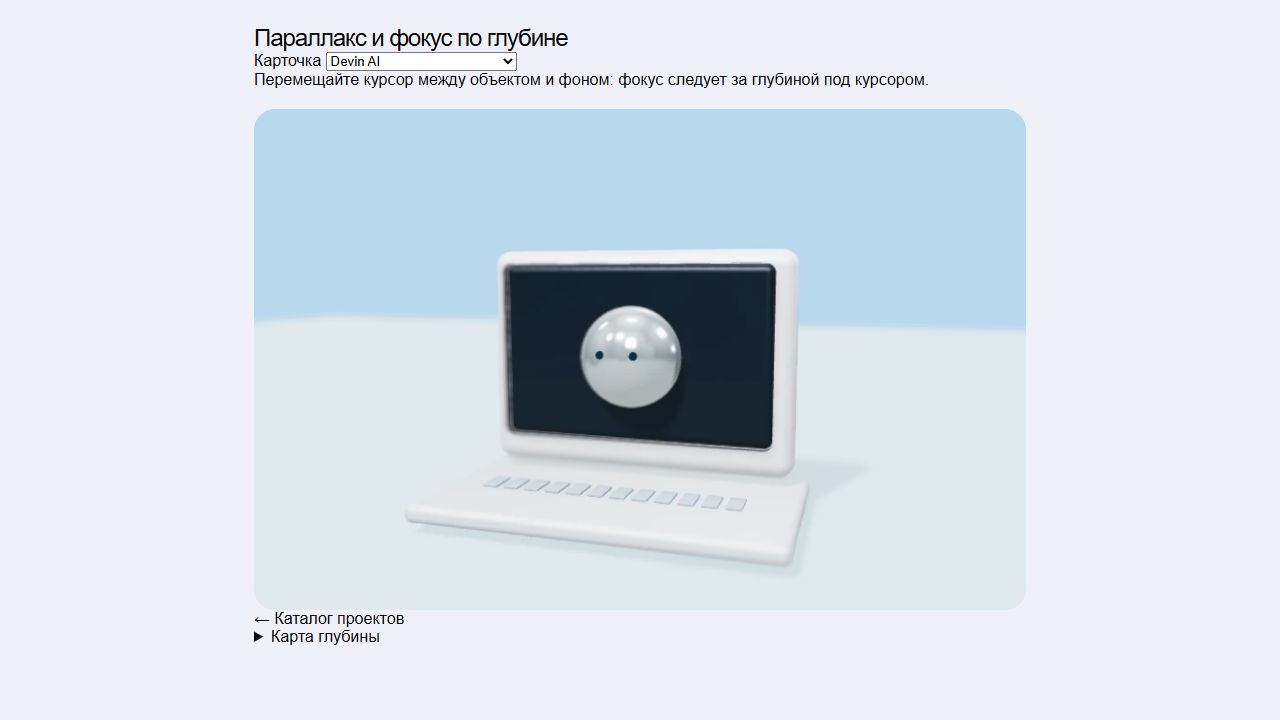 Параллакс и фокус по глубине
Карточка Devin AI
Перемещайте курсор между объектом и фоном: фокус следует за глубиной под курсором.
← Каталог проектов
▶ Карта глубины